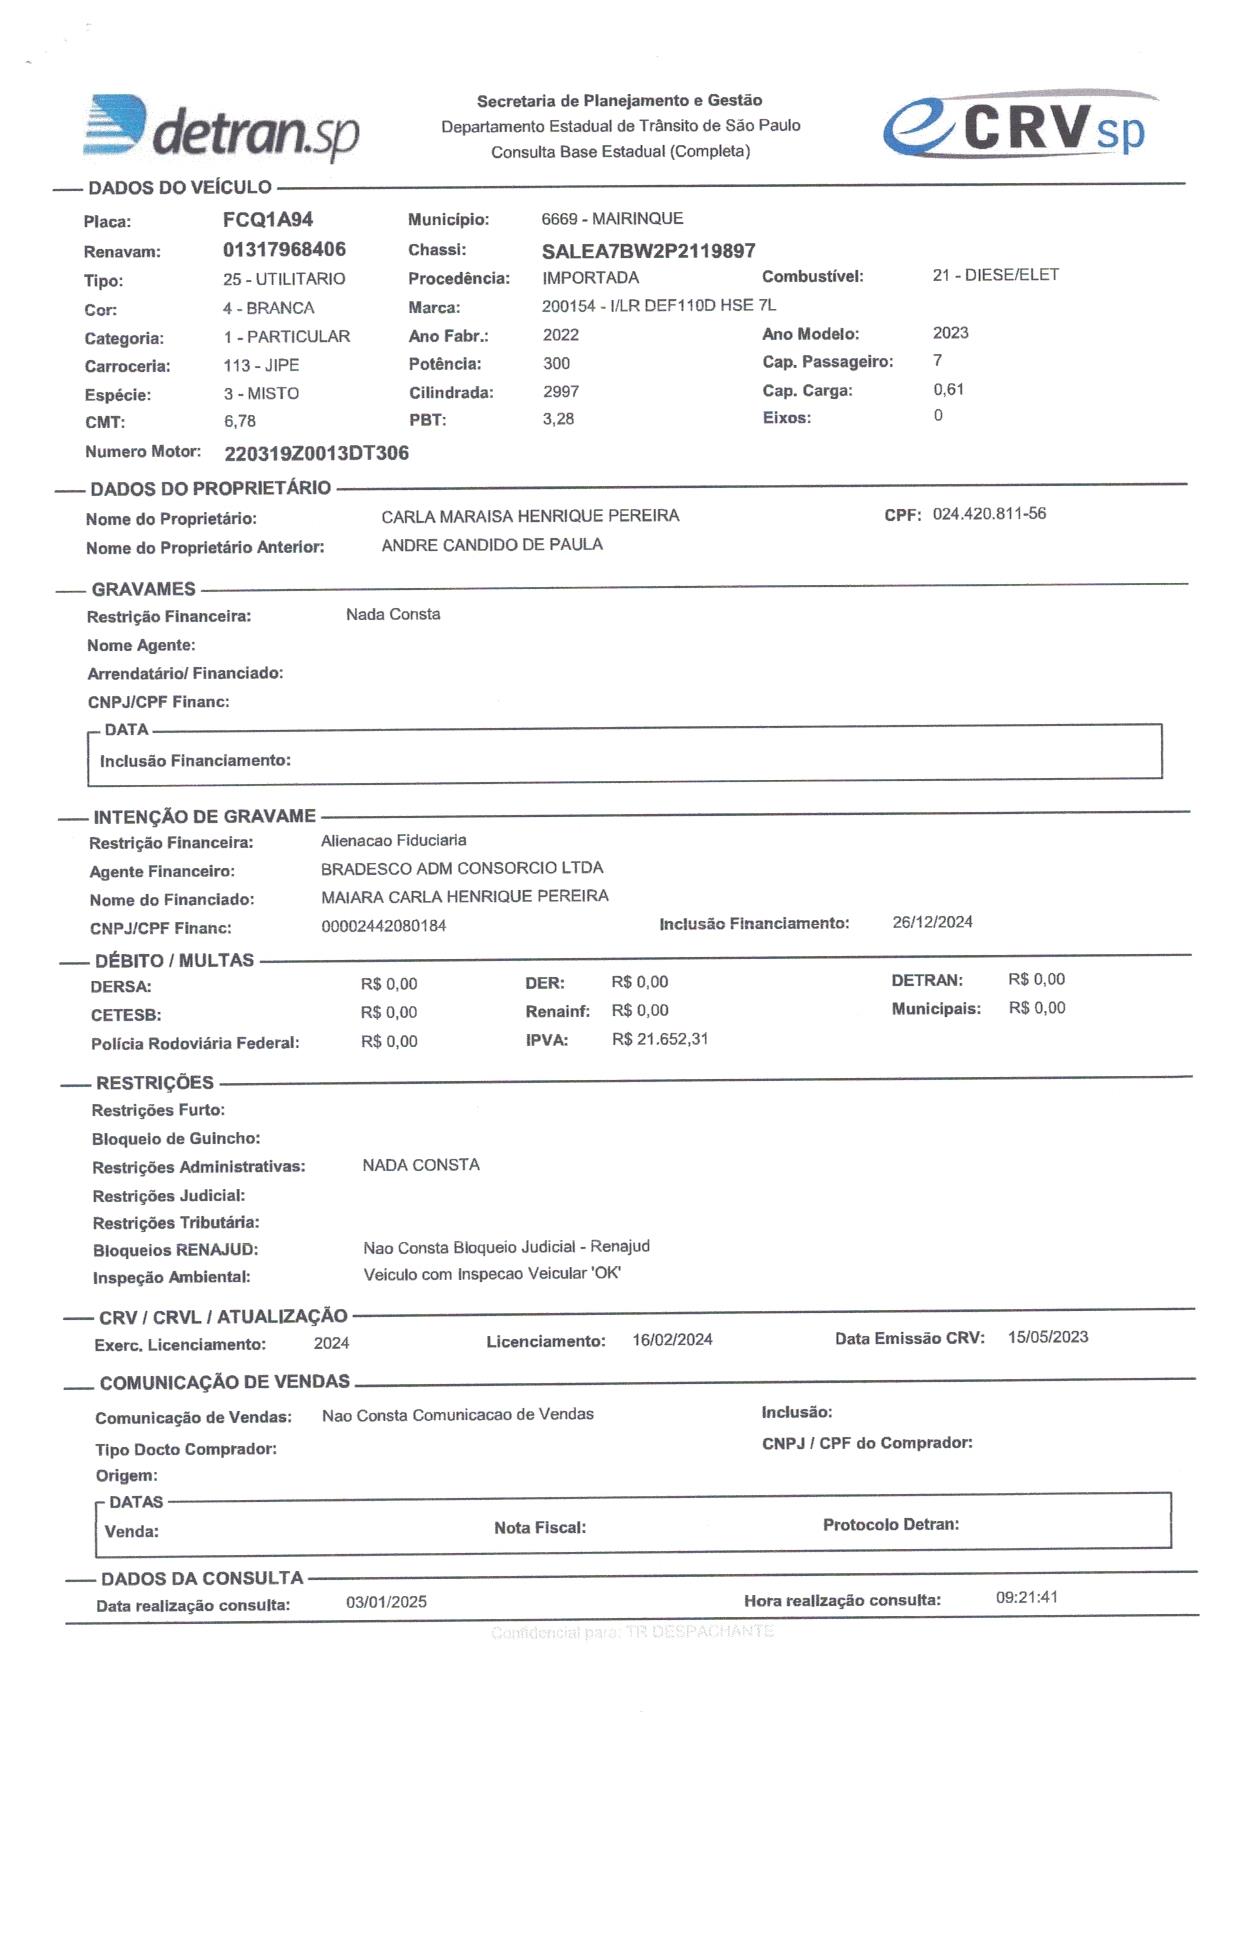 detran.sp
Secretaria de Planejamento e Gestão
Departamento Estadual de Trânsito de São Paulo
Consulta Base Estadual (Completa)
eCRVsp
DADOS DO VEÍCULO
Placa: FCQ1A94 Município: 6669 - MAIRINQUE
Renavam: 01317968406 Chassi: SALEA7BW2P2119897
Tipo: 25 - UTILITARIO Procedência: IMPORTADA Combustível: 21 - DIESE/ELET
Cor: 4 - BRANCA Marca: 200154 - I/LR DEF110D HSE 7L
Categoria: 1 - PARTICULAR Ano Fabr.: 2022 Ano Modelo: 2023
Carroceria: 113 - JIPE Potência: 300 Cap. Passageiro: 7
Espécie: 3 - MISTO Cilindrada: 2997 Cap. Carga: 0,61
CMT: 6,78 PBT: 3,28 Eixos: 0
Numero Motor: 220319Z0013DT306
DADOS DO PROPRIETÁRIO
Nome do Proprietário: CARLA MARAISA HENRIQUE PEREIRA CPF: 024.420.811-56
Nome do Proprietário Anterior: ANDRE CANDIDO DE PAULA
GRAVAMES
Restrição Financeira: Nada Consta
Nome Agente:
Arrendatário/ Financiado:
CNPJ/CPF Financ:
DATA
Inclusão Financiamento:
INTENÇÃO DE GRAVAME
Restrição Financeira: Alienacao Fiduciaria
Agente Financeiro: BRADESCO ADM CONSORCIO LTDA
Nome do Financiado: MAIARA CARLA HENRIQUE PEREIRA
CNPJ/CPF Financ: 00002442080184 Inclusão Financiamento: 26/12/2024
DÉBITO / MULTAS
DERSA: R$ 0,00 DER: R$ 0,00 DETRAN: R$ 0,00
CETESB: R$ 0,00 Renainf: R$ 0,00 Municipais: R$ 0,00
Polícia Rodoviária Federal: R$ 0,00 IPVA: R$ 21.652,31
RESTRIÇÕES
Restrições Furto:
Bloqueio de Guincho:
Restrições Administrativas: NADA CONSTA
Restrições Judicial:
Restrições Tributária:
Bloqueios RENAJUD: Nao Consta Bloqueio Judicial - Renajud
Inspeção Ambiental: Veiculo com Inspecao Veicular 'OK'
CRV / CRVL / ATUALIZAÇÃO
Exerc. Licenciamento: 2024 Licenciamento: 16/02/2024 Data Emissão CRV: 15/05/2023
COMUNICAÇÃO DE VENDAS
Comunicação de Vendas: Nao Consta Comunicacao de Vendas Inclusão:
Tipo Docto Comprador: CNPJ / CPF do Comprador:
Origem:
DATAS
Venda: Nota Fiscal: Protocolo Detran:
DADOS DA CONSULTA
Data realização consulta: 03/01/2025 Hora realização consulta: 09:21:41
Confidencial para: TR DESPACHANTE